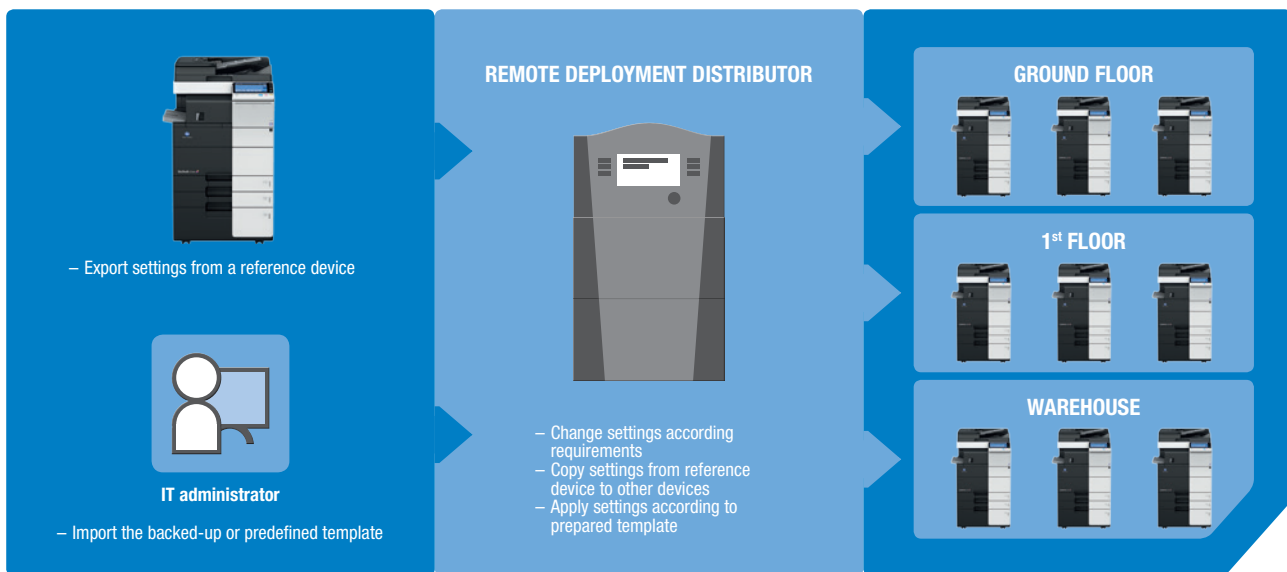 – Export settings from a reference device
IT administrator
– Import the backed-up or predefined template
REMOTE DEPLOYMENT DISTRIBUTOR
– Change settings according
requirements
– Copy settings from reference
device to other devices
– Apply settings according to
prepared template
GROUND FLOOR
1st FLOOR
WAREHOUSE